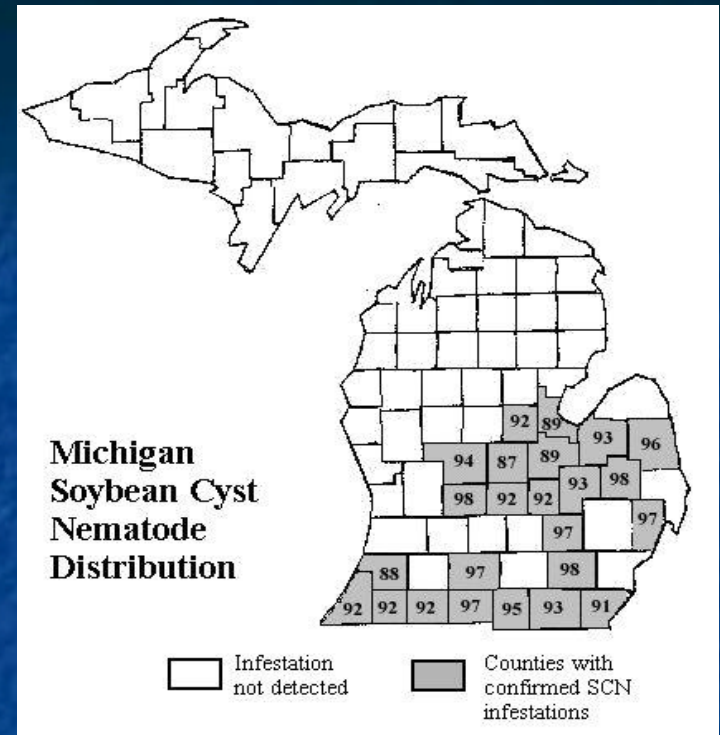 92 89
93 96
94 87 89
93 98
98 92 92
97 97
88 97 98
92 92 92 97 95 93 91
Michigan
Soybean Cyst
Nematode
Distribution
Infestation
not detected
Counties with
confirmed SCN
infestations